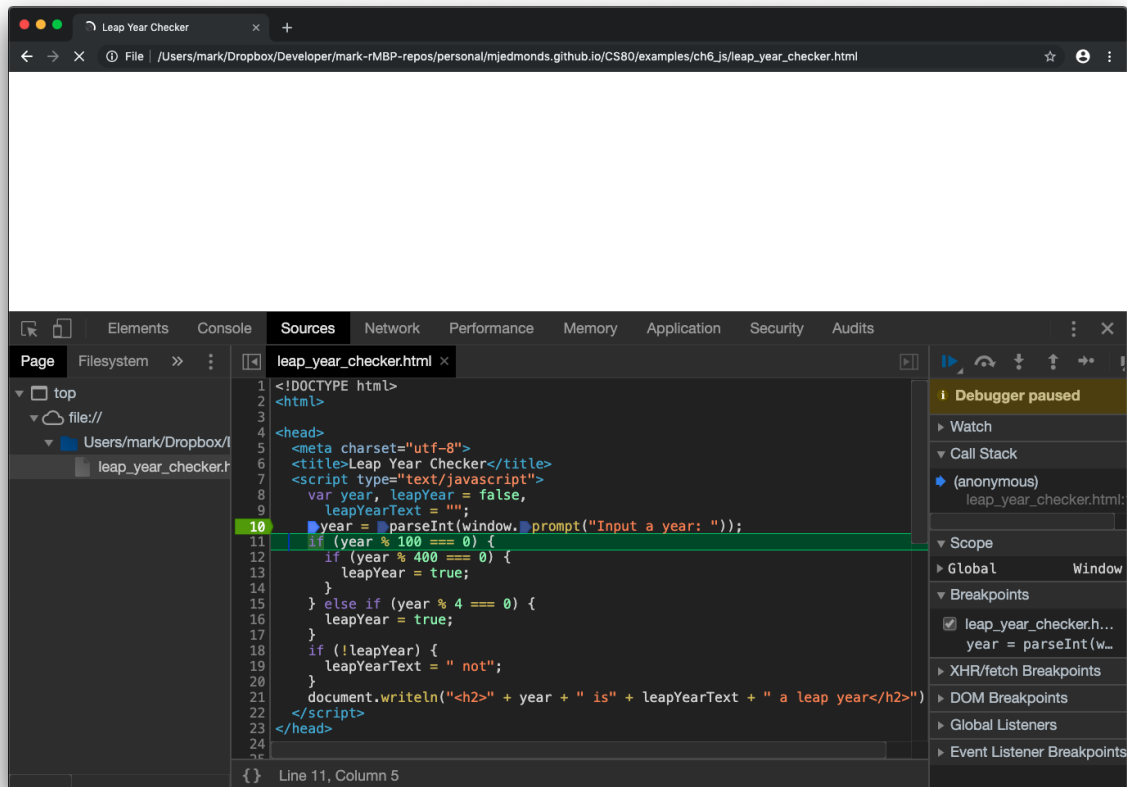 Leap Year Checker
File /Users/mark/Dropbox/Developer/mark-rMBP-repos/personal/mjedmonds.github.io/CS80/examples/ch6_js/leap_year_checker.html
Elements Console Sources Network Performance Memory Application Security Audits
Page Filesystem »
top
file://
Users/mark/Dropbox/
leap_year_checker.h
leap_year_checker.html
1 <!DOCTYPE html>
2 <html>
3
4 <head>
5 <meta charset="utf-8">
6 <title>Leap Year Checker</title>
7 <script type="text/javascript">
8 var year, leapYear = false,
9 leapYearText = "";
10 year = parseInt(window.prompt("Input a year: "));
11 if (year % 100 === 0) {
12 if (year % 400 === 0) {
13 leapYear = true;
14 }
15 } else if (year % 4 === 0) {
16 leapYear = true;
17 }
18 if (!leapYear) {
19 leapYearText = " not";
20 }
21 document.writeln("<h2>" + year + " is" + leapYearText + " a leap year</h2>")
22 </script>
23 </head>
24
25
{} Line 11, Column 5
Debugger paused
Watch
Call Stack
(anonymous)
leap_year_checker.html:
Scope
Global Window
Breakpoints
leap_year_checker.h...
year = parseInt(w…
XHR/fetch Breakpoints
DOM Breakpoints
Global Listeners
Event Listener Breakpoints